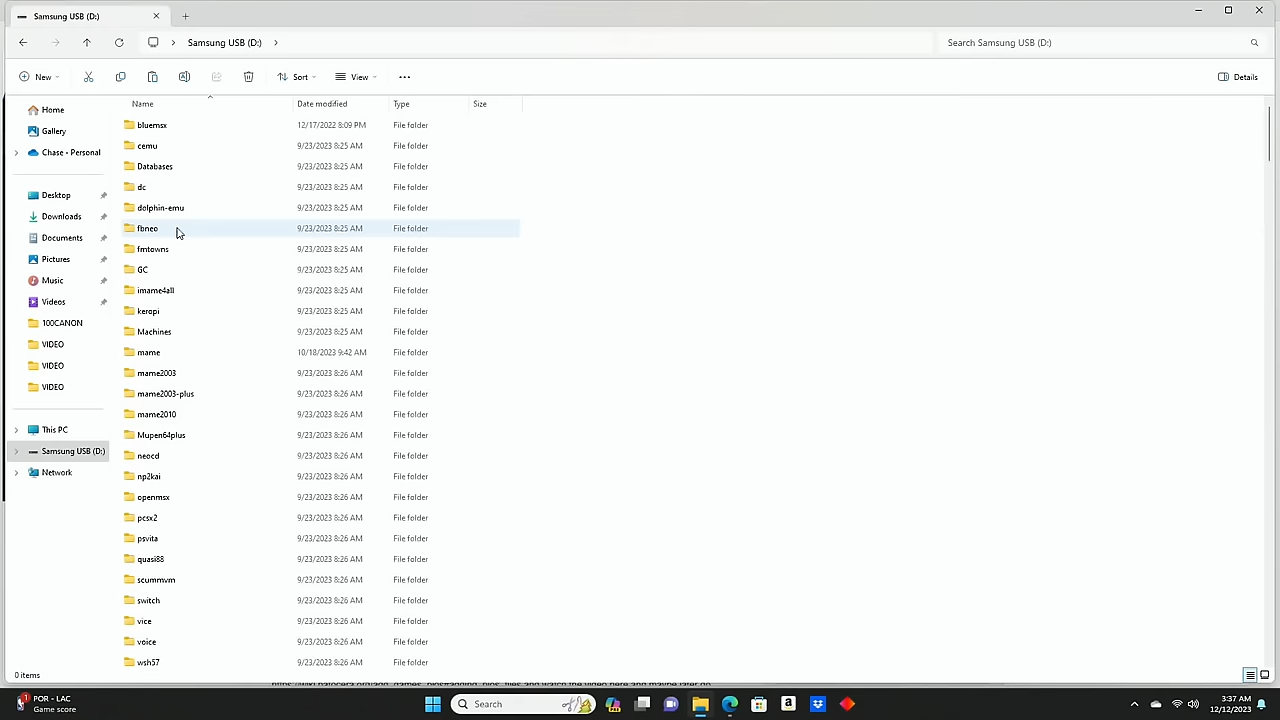 Samsung USB (D:)
Samsung USB (D:)
Search Samsung USB (D:)
New
Sort
View
Details
Name
Date modified
Type
Size
Home
Gallery
Chase - Personal
Desktop
Downloads
Documents
Pictures
Music
Videos
100CANON
VIDEO
VIDEO
VIDEO
This PC
Samsung USB (D:)
Network
bluemsx 12/17/2022 8:09 PM File folder
cemu 9/23/2023 8:25 AM File folder
Databases 9/23/2023 8:25 AM File folder
dc 9/23/2023 8:25 AM File folder
dolphin-emu 9/23/2023 8:25 AM File folder
fbneo 9/23/2023 8:25 AM File folder
fmtowns 9/23/2023 8:25 AM File folder
GC 9/23/2023 8:25 AM File folder
imame4all 9/23/2023 8:25 AM File folder
keropi 9/23/2023 8:25 AM File folder
Machines 9/23/2023 8:25 AM File folder
mame 10/18/2023 9:42 AM File folder
mame2003 9/23/2023 8:26 AM File folder
mame2003-plus 9/23/2023 8:26 AM File folder
mame2010 9/23/2023 8:26 AM File folder
Mupen64plus 9/23/2023 8:26 AM File folder
neocd 9/23/2023 8:26 AM File folder
np2kai 9/23/2023 8:26 AM File folder
openmsx 9/23/2023 8:26 AM File folder
pcsx2 9/23/2023 8:26 AM File folder
psvita 9/23/2023 8:26 AM File folder
quasi88 9/23/2023 8:26 AM File folder
scummvm 9/23/2023 8:26 AM File folder
switch 9/23/2023 8:26 AM File folder
vice 9/23/2023 8:26 AM File folder
voice 9/23/2023 8:26 AM File folder
wsh57 9/23/2023 8:26 AM File folder
0 items
POR - LAC
Game score
Search
3:37 AM
12/12/2023